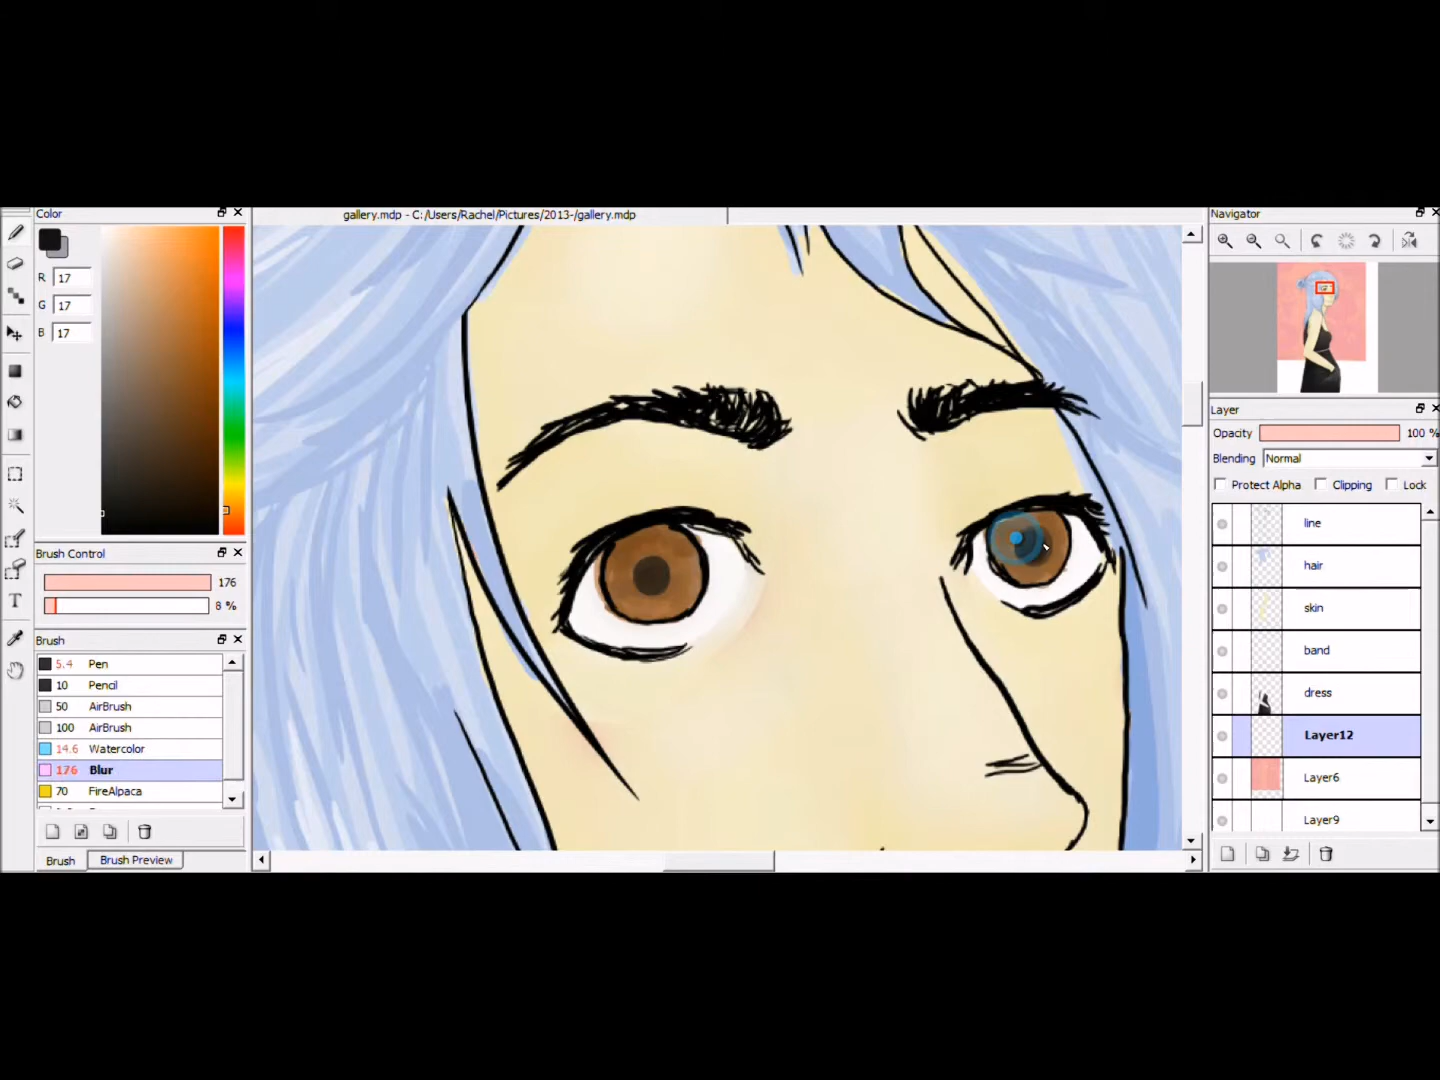 Color
gallery.mdp - C:/Users/Rachel/Pictures/2013-/gallery.mdp
Navigator
R 17
G 17
B 17
Brush Control
176
8 %
Brush
5.4 Pen
10 Pencil
50 AirBrush
100 AirBrush
14.6 Watercolor
176 Blur
70 FireAlpaca
Brush
Brush Preview
T
Layer
Opacity 100 %
Blending Normal
Protect Alpha Clipping Lock
line
hair
skin
band
dress
Layer12
Layer6
Layer9